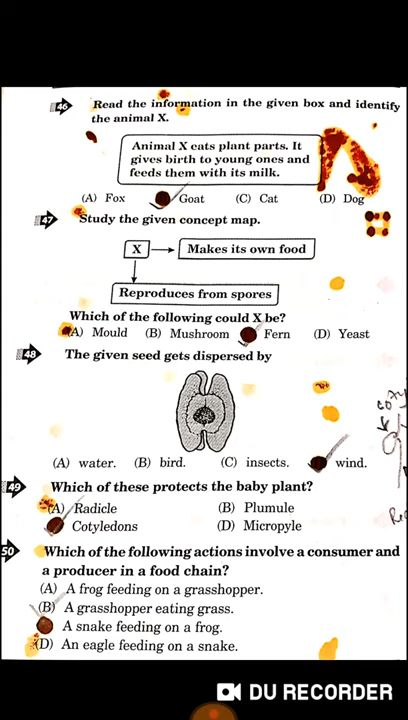 46 Read the information in the given box and identify
the animal X.
Animal X eats plant parts. It
gives birth to young ones and
feeds them with its milk.
(A) Fox Goat (C) Cat (D) Dog
47 Study the given concept map.
X Makes its own food
Reproduces from spores
Which of the following could X be?
(A) Mould (B) Mushroom Fern (D) Yeast
48 The given seed gets dispersed by
(A) water. (B) bird. (C) insects. wind.
49 Which of these protects the baby plant?
(A) Radicle (B) Plumule
Cotyledons (D) Micropyle
50 Which of the following actions involve a consumer and
a producer in a food chain?
(A) A frog feeding on a grasshopper.
(B) A grasshopper eating grass.
A snake feeding on a frog.
(D) An eagle feeding on a snake.
DU RECORDER